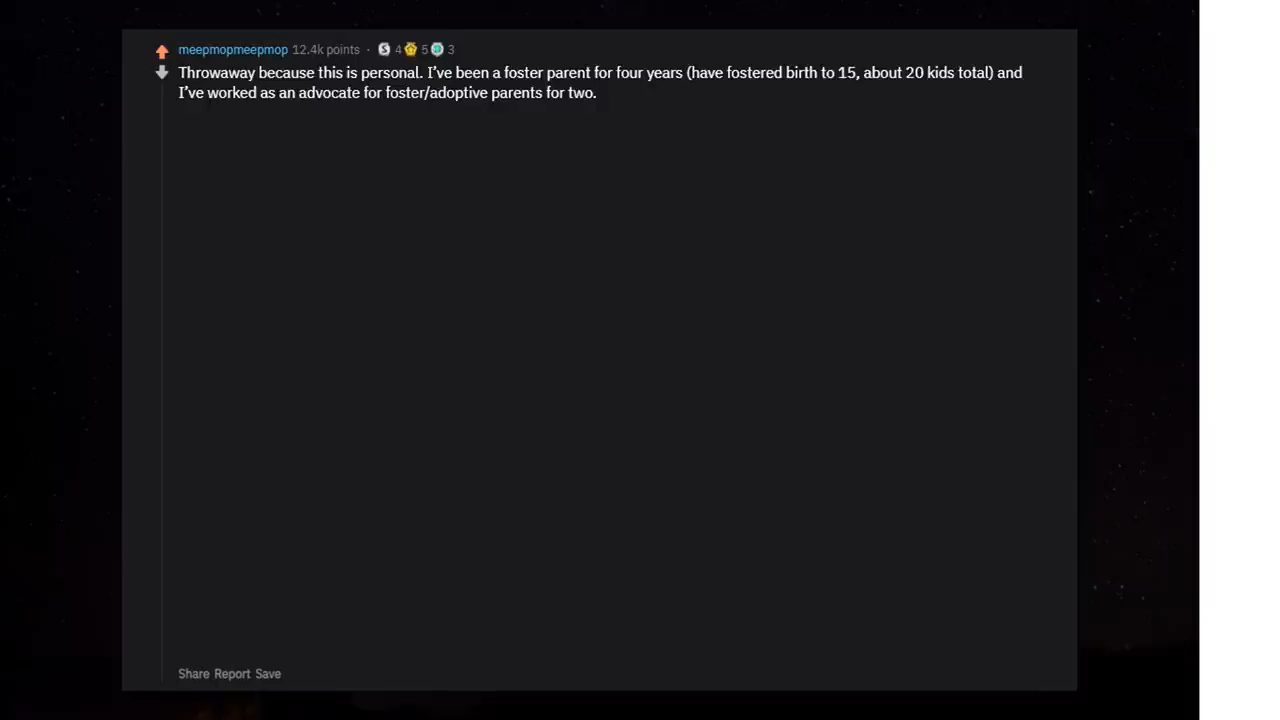 meepmopmeepmop 12.4k points · 4 5 3
Throwaway because this is personal. I’ve been a foster parent for four years (have fostered birth to 15, about 20 kids total) and
I’ve worked as an advocate for foster/adoptive parents for two.
Share Report Save